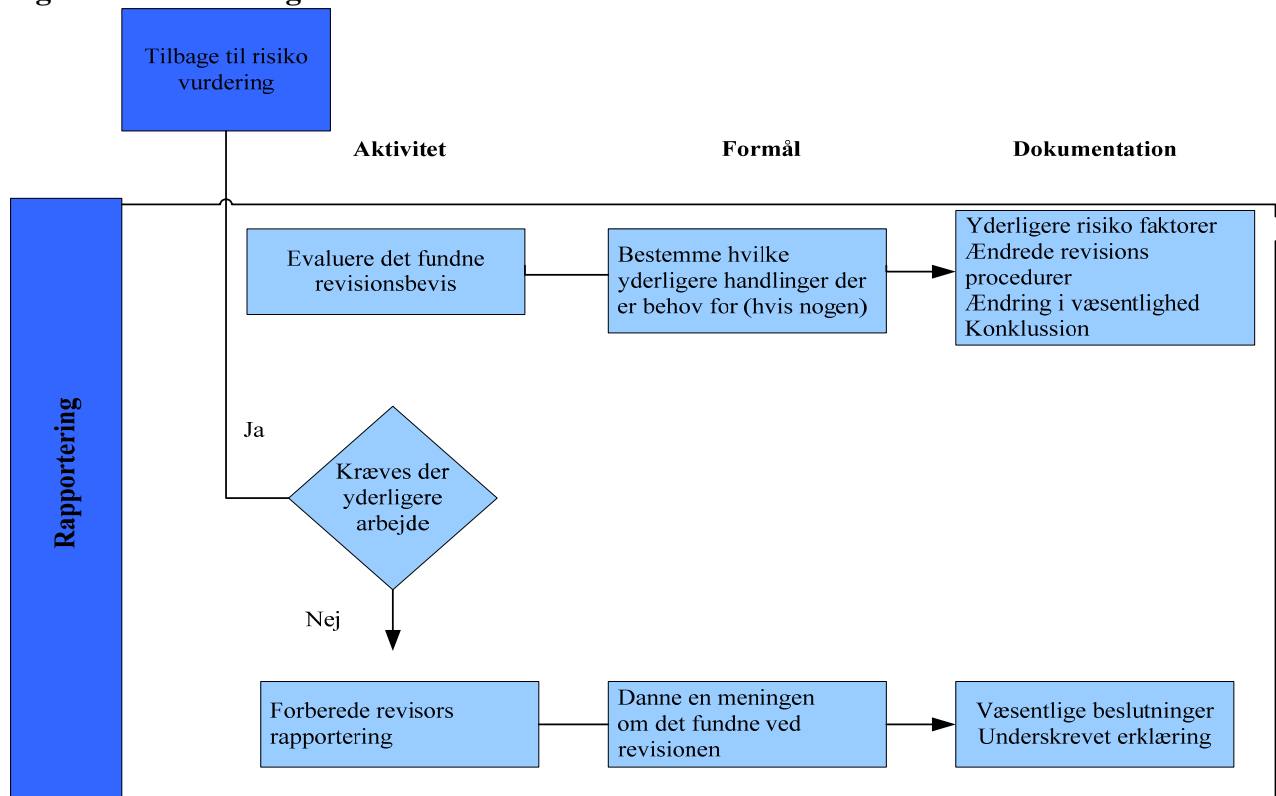 Tilbage til risiko
vurdering
Aktivitet
Formål
Dokumentation
Rapportering
Evaluere det fundne
revisionsbevis
Bestemme hvilke
yderligere handlinger der
er behov for (hvis nogen)
Yderligere risiko faktorer
Ændrede revisions
procedurer
Ændring i væsentlighed
Konklussion
Ja
Kræves der
yderligere
arbejde
Nej
Forberede revisors
rapportering
Danne en meningen
om det fundne ved
revisionen
Væsentlige beslutninger
Underskrevet erklæring